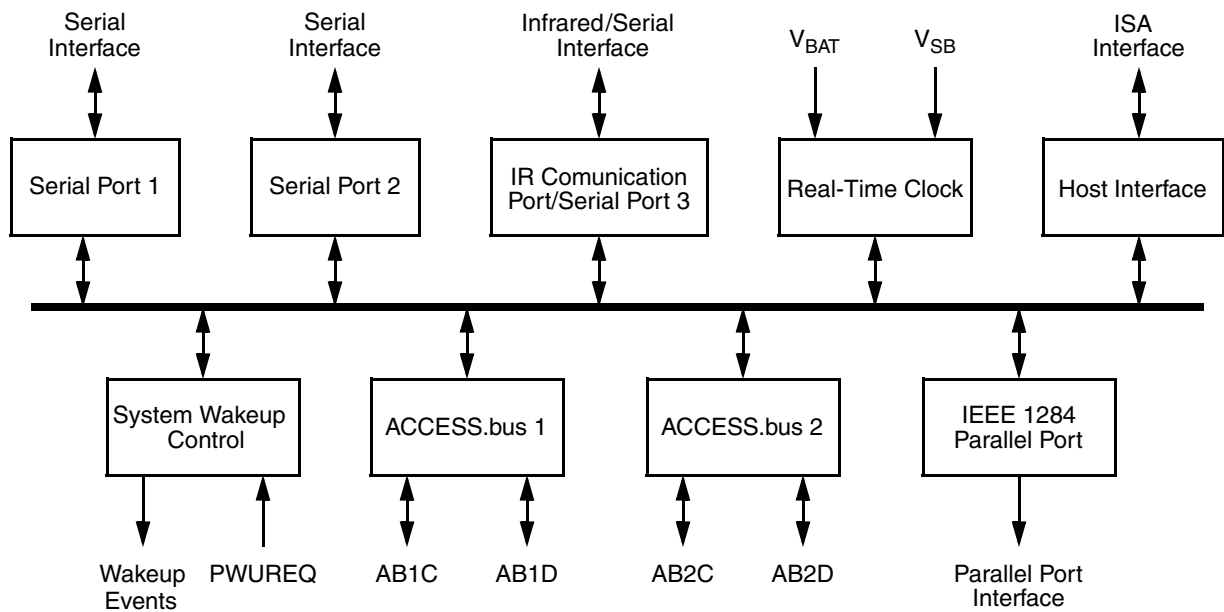 Serial
Interface
Serial
Interface
Infrared/Serial
Interface
VBAT
VSB
ISA
Interface
Serial Port 1
Serial Port 2
IR Comunication
Port/Serial Port 3
Real-Time Clock
Host Interface
System Wakeup
Control
ACCESS.bus 1
ACCESS.bus 2
IEEE 1284
Parallel Port
Wakeup
Events
PWUREQ
AB1C
AB1D
AB2C
AB2D
Parallel Port
Interface